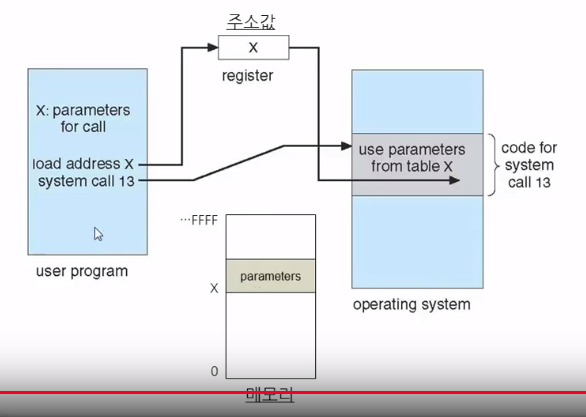 주소값
X
register
X: parameters
for call
load address X
system call 13
user program
use parameters
from table X
code for
system
call 13
operating system
···FFFF
parameters
X
0
메모리